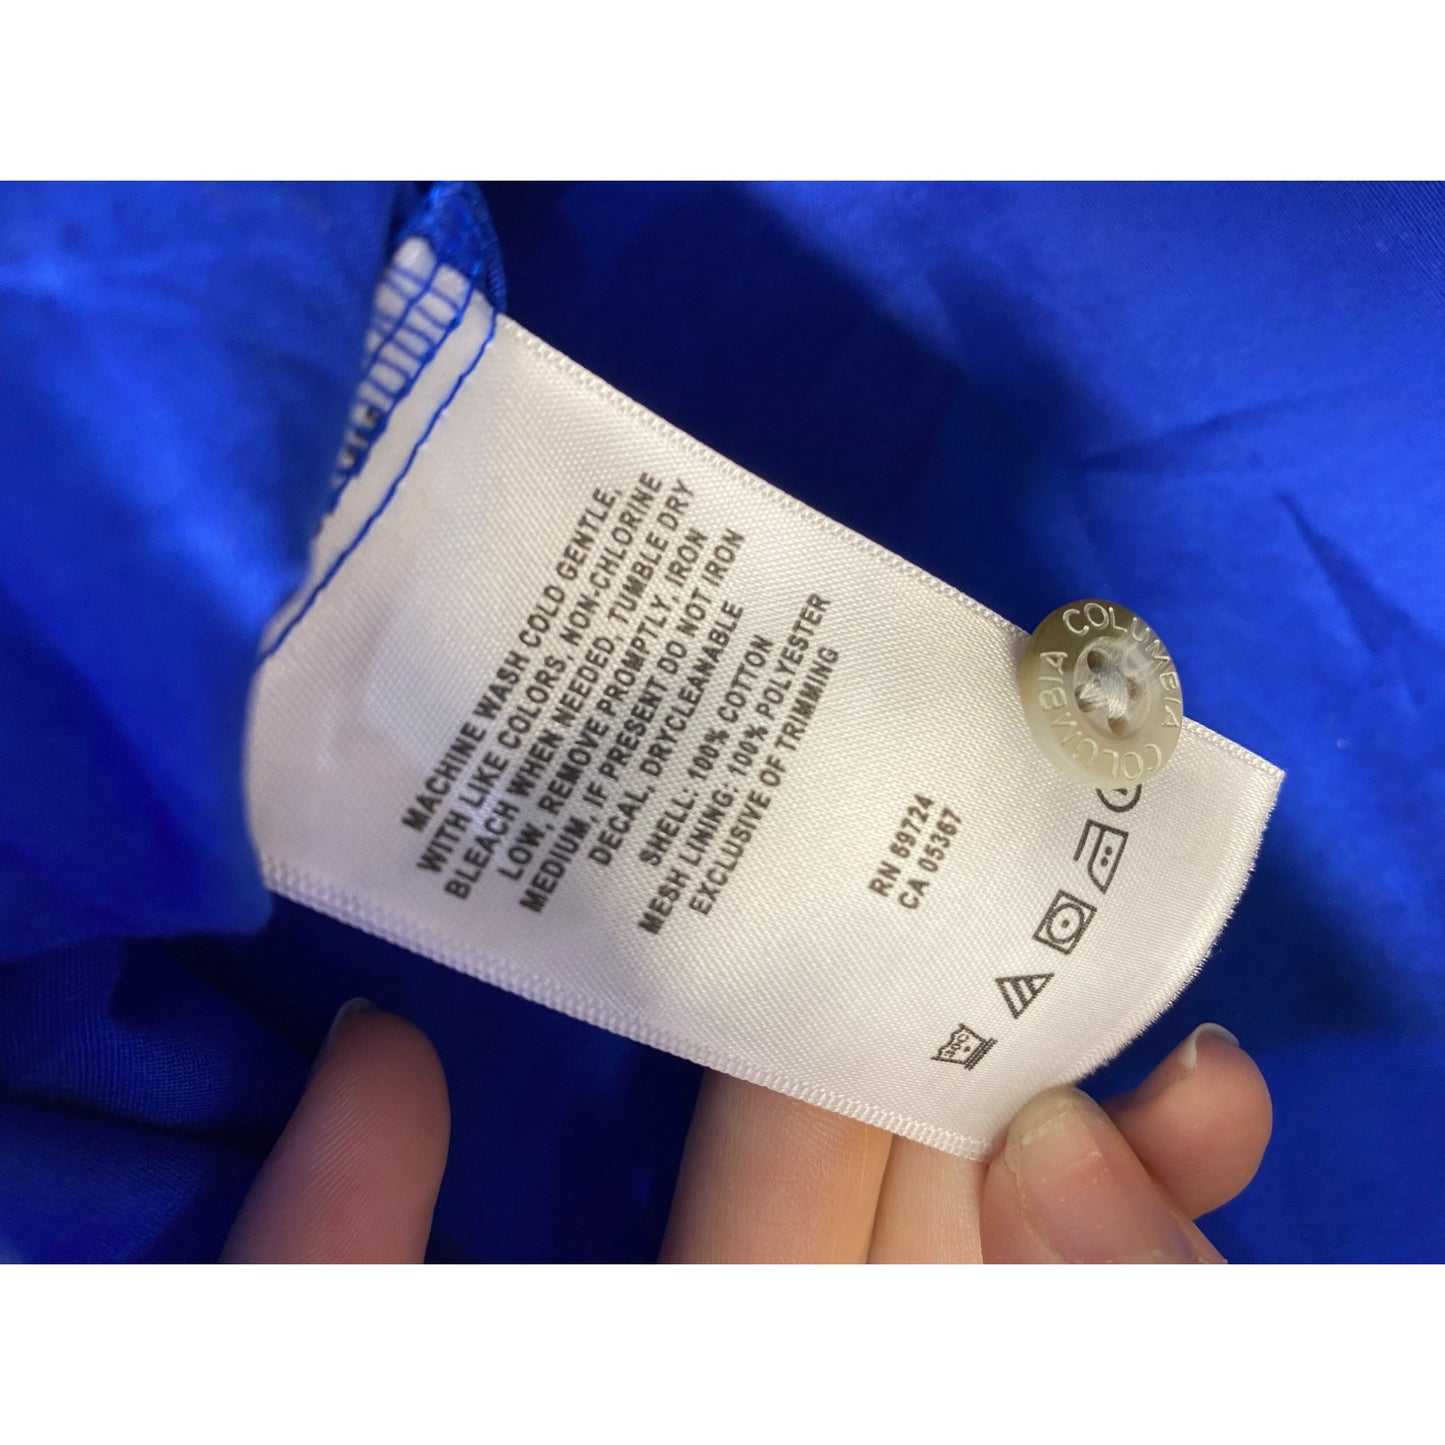 MACHINE WASH COLD GENTLE,
WITH LIKE COLORS, NON-CHLORINE
BLEACH WHEN NEEDED, TUMBLE DRY
LOW, REMOVE PROMPTLY, IRON
MEDIUM, IF PRESENT DO NOT IRON
DECAL, DRYCLEANABLE
SHELL: 100% COTTON
MESH LINING: 100% POLYESTER
EXCLUSIVE OF TRIMMING
RN 69724
CA 05367
30C
COLUMBIA
COLUMBIA